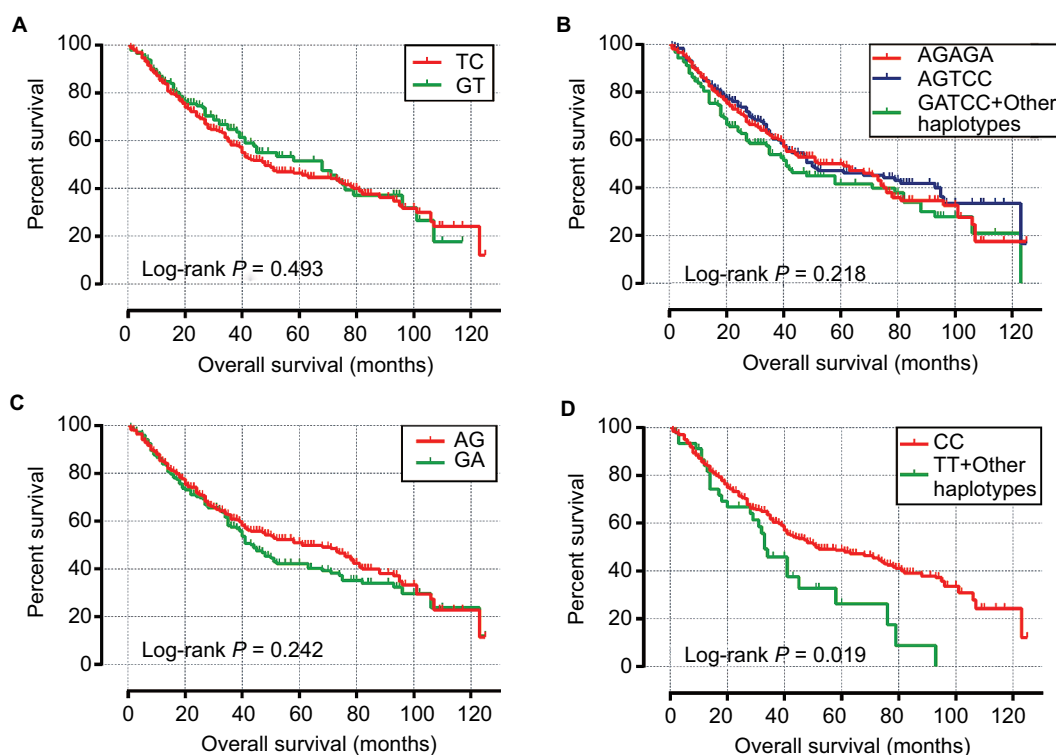 A
100
80
60
40
20
0
Percent survival
TC
GT
Log-rank P = 0.493
0 20 40 60 80 100 120
Overall survival (months)
B
100
80
60
40
20
0
Percent survival
AGAGA
AGTCC
GATCC+Other
haplotypes
Log-rank P = 0.218
0 20 40 60 80 100 120
Overall survival (months)
C
100
80
60
40
20
0
Percent survival
AG
GA
Log-rank P = 0.242
0 20 40 60 80 100 120
Overall survival (months)
D
100
80
60
40
20
0
Percent survival
CC
TT+Other
haplotypes
Log-rank P = 0.019
0 20 40 60 80 100 120
Overall survival (months)